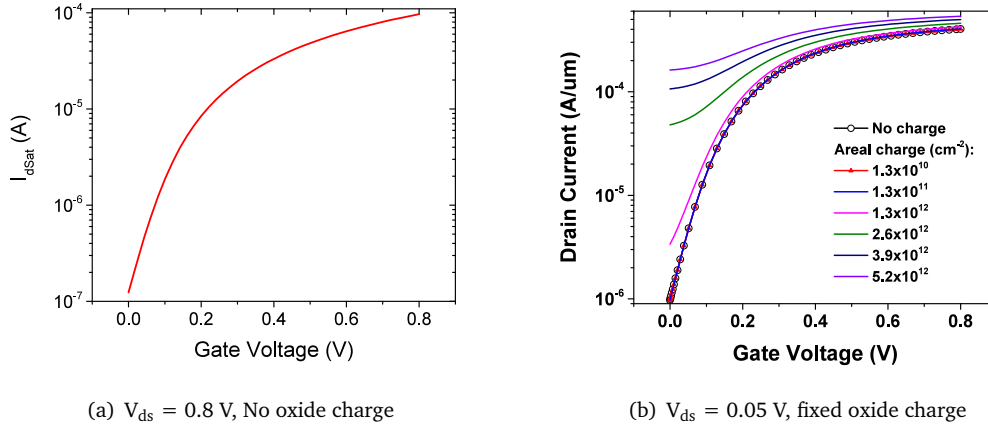 10⁻⁴
10⁻⁵
10⁻⁶
10⁻⁷
I_dSat (A)
0.0 0.2 0.4 0.6 0.8
Gate Voltage (V)
(a) V_ds = 0.8 V, No oxide charge
10⁻⁴
10⁻⁵
10⁻⁶
Drain Current (A/um)
No charge
Areal charge (cm⁻²):
1.3x10¹⁰
1.3x10¹¹
1.3x10¹²
2.6x10¹²
3.9x10¹²
5.2x10¹²
0.0 0.2 0.4 0.6 0.8
Gate Voltage (V)
(b) V_ds = 0.05 V, fixed oxide charge